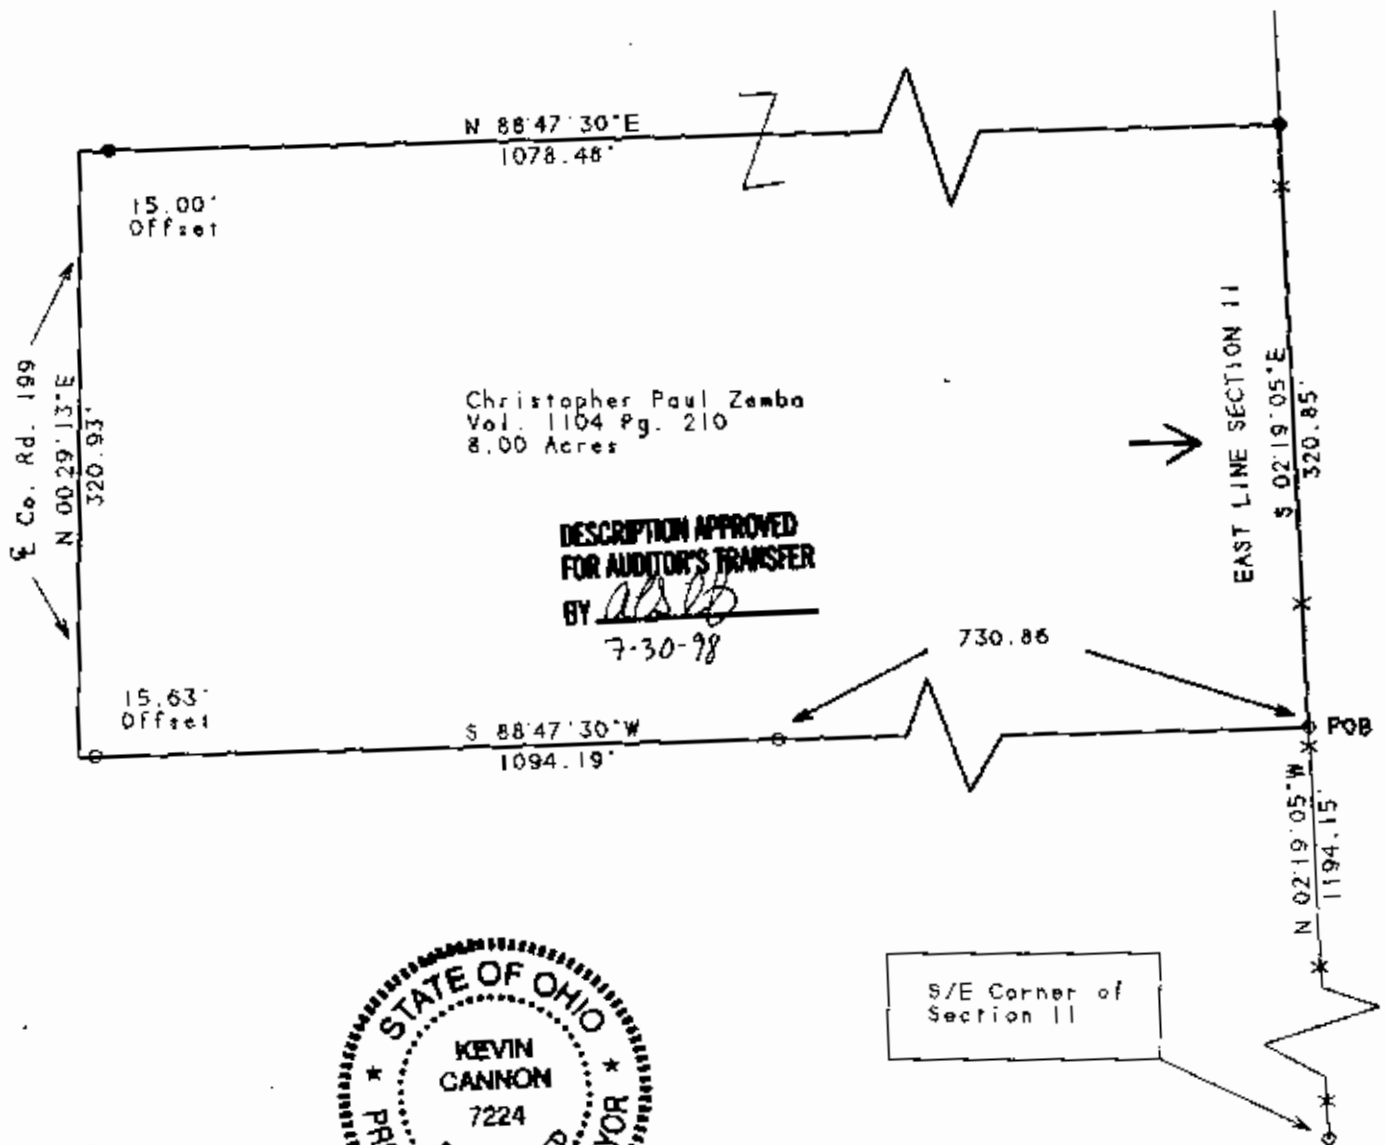 N 88°47'30"E
1078.48'
15.00'
Offset
℄ Co. Rd. 199
N 00°29'13"E
320.93'
Christopher Paul Zemba
Vol. 1104 Pg. 210
8.00 Acres
EAST LINE SECTION 11
S 02°19'05"E
320.85'
DESCRIPTION APPROVED
FOR AUDITOR'S TRANSFER
BY
7-30-98
730.86
15.63'
Offset
S 88°47'30"W
1094.19'
POB
N 02°19'05"W
1194.15'
S/E Corner of
Section 11
STATE OF OHIO
KEVIN
CANNON
7224